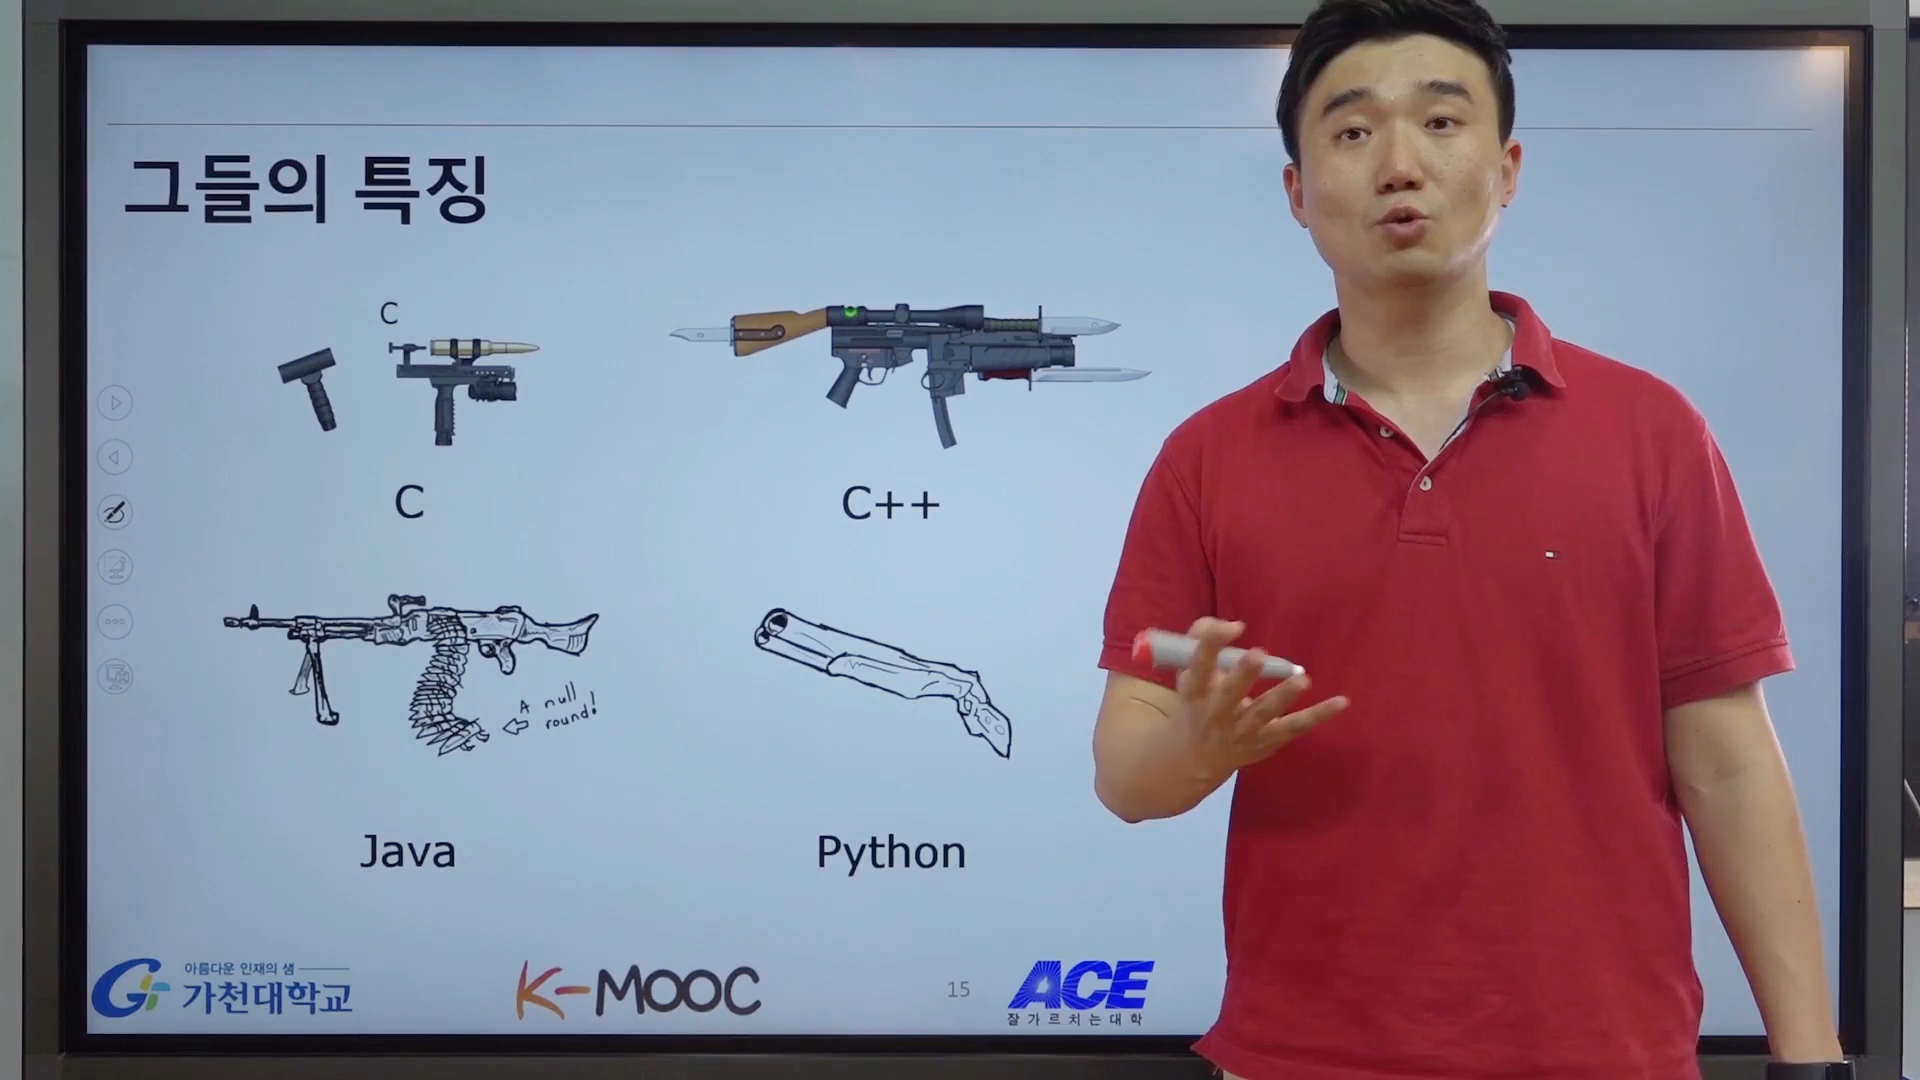 그들의 특징
C
C
C++
A null
round!
Java
Python
아름다운 인재의 샘
가천대학교
K-MOOC
15
ACE
잘가르치는대학